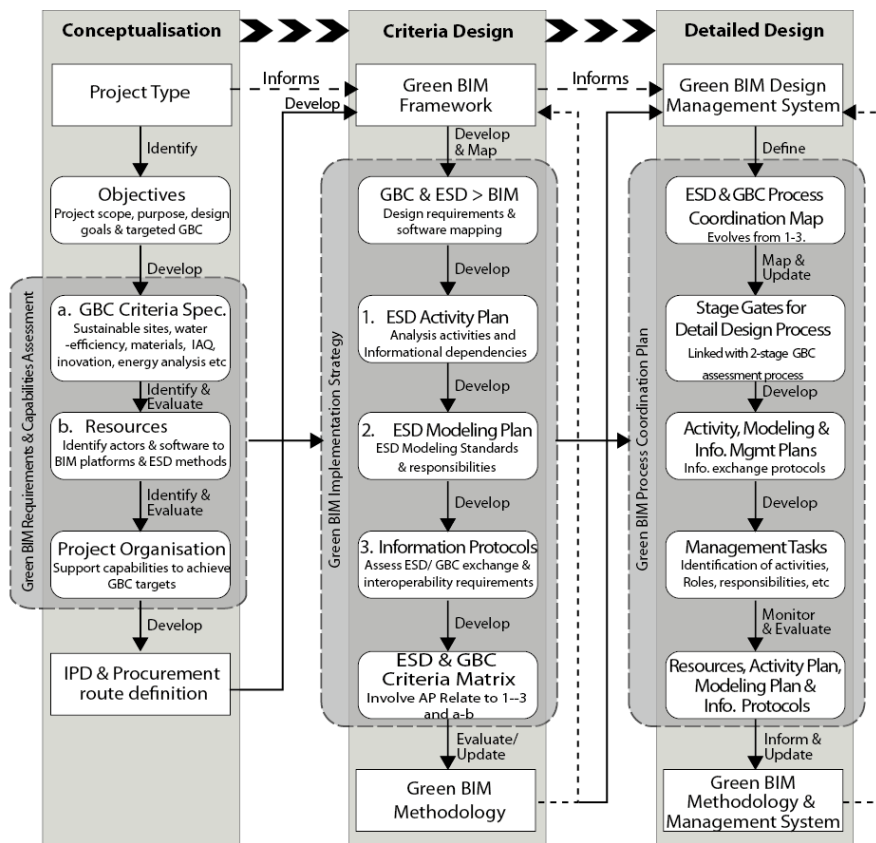 Conceptualisation
Project Type
Identify
Objectives
Project scope, purpose, design
goals & targeted GBC
Develop
Green BIM Requirements & Capabilities Assessment
a. GBC Criteria Spec.
Sustainable sites, water
-efficiency, materials, IAQ,
inovation, energy analysis etc
Identify &
Evaluate
b. Resources
Identify actors & software to
BIM platforms & ESD methods
Identify &
Evaluate
Project Organisation
Support capabilities to achieve
GBC targets
Develop
IPD & Procurement
route definition
Informs
Develop
Criteria Design
Green BIM
Framework
Develop
& Map
Green BIM Implementation Strategy
GBC & ESD > BIM
Design requirements &
software mapping
Develop
1. ESD Activity Plan
Analysis activities and
Informational dependencies
Develop
2. ESD Modeling Plan
ESD Modeling Standards
& responsibilities
Develop
3. Information Protocols
Assess ESD/ GBC exchange &
interoperability requirements
Develop
ESD & GBC
Criteria Matrix
Involve AP Relate to 1--3
and a-b
Evaluate/
Update
Green BIM
Methodology
Informs
Detailed Design
Green BIM Design
Management System
Define
Green BIM Process Coordination Plan
ESD & GBC Process
Coordination Map
Evolves from 1-3.
Map &
Update
Stage Gates for
Detail Design Process
Linked with 2-stage GBC
assessment process
Develop
Activity, Modeling &
Info. Mgmt Plans
Info. exchange protocols
Develop
Management Tasks
Identification of activities,
Roles, responsibilities, etc
Monitor
& Evaluate
Resources, Activity Plan,
Modeling Plan &
Info. Protocols
Inform &
Update
Green BIM
Methodology &
Management System